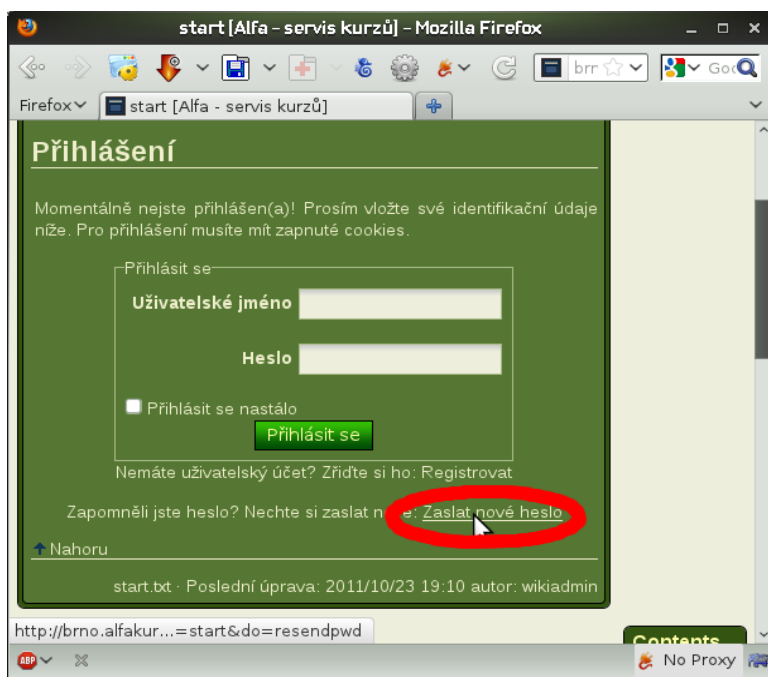 start [Alfa – servis kurzů] – Mozilla Firefox
brr
Firefox
start [Alfa - servis kurzů]
Přihlášení
Momentálně nejste přihlášen(a)! Prosím vložte své identifikační údaje
níže. Pro přihlášení musíte mít zapnuté cookies.
Přihlásit se
Uživatelské jméno
Heslo
Přihlásit se nastálo
Přihlásit se
Nemáte uživatelský účet? Zřiďte si ho: Registrovat
Zapomněli jste heslo? Nechte si zaslat Zaslat nové heslo
Nahoru
start.txt · Poslední úprava: 2011/10/23 19:10 autor: wikiadmin
http://brno.alfakur...=start&do=resendpwd
Contents
ABP
No Proxy